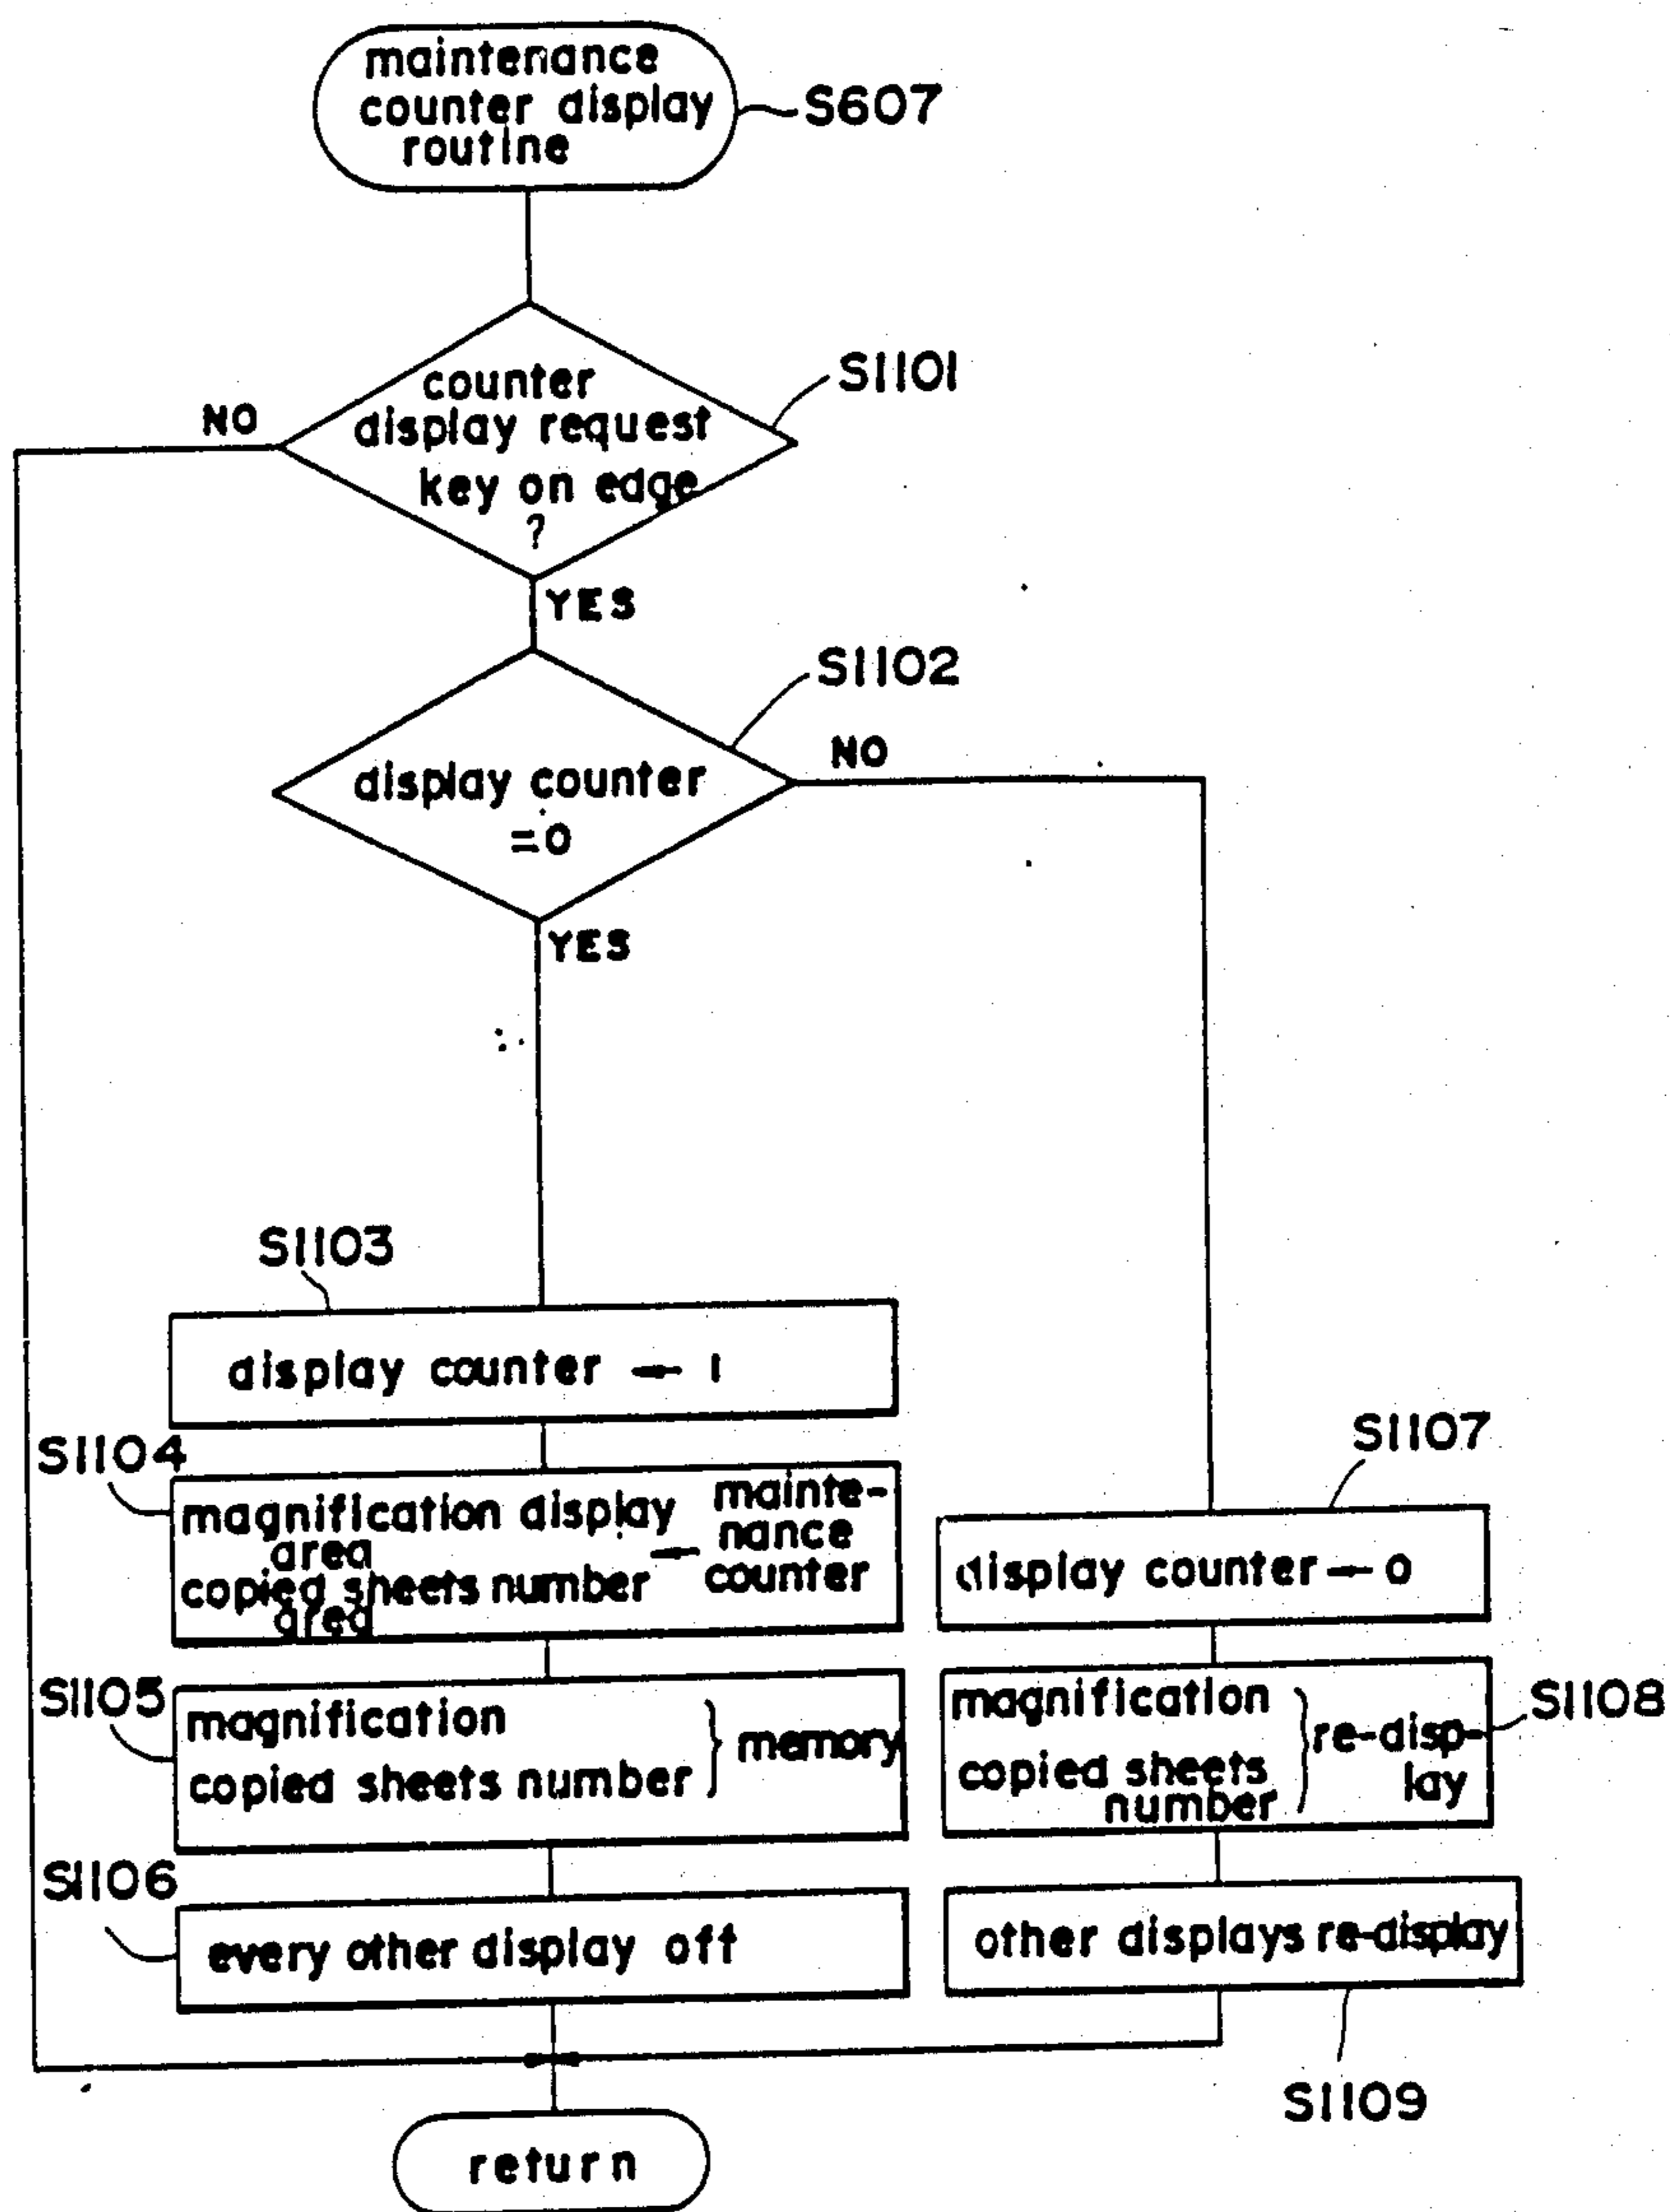 maintenance
counter display
routine
S607
counter
display request
key on edge
?
S1101
NO
YES
S1102
display counter
=0
NO
YES
S1103
display counter ← 1
S1104
magnification display
area
copied sheets number
area
← mainte-
nance
counter
S1105
magnification
copied sheets number
} memory
S1106
every other display off
S1107
display counter ← 0
magnification
copied sheets
number
} re-disp-
lay
S1108
other displays re-display
S1109
return